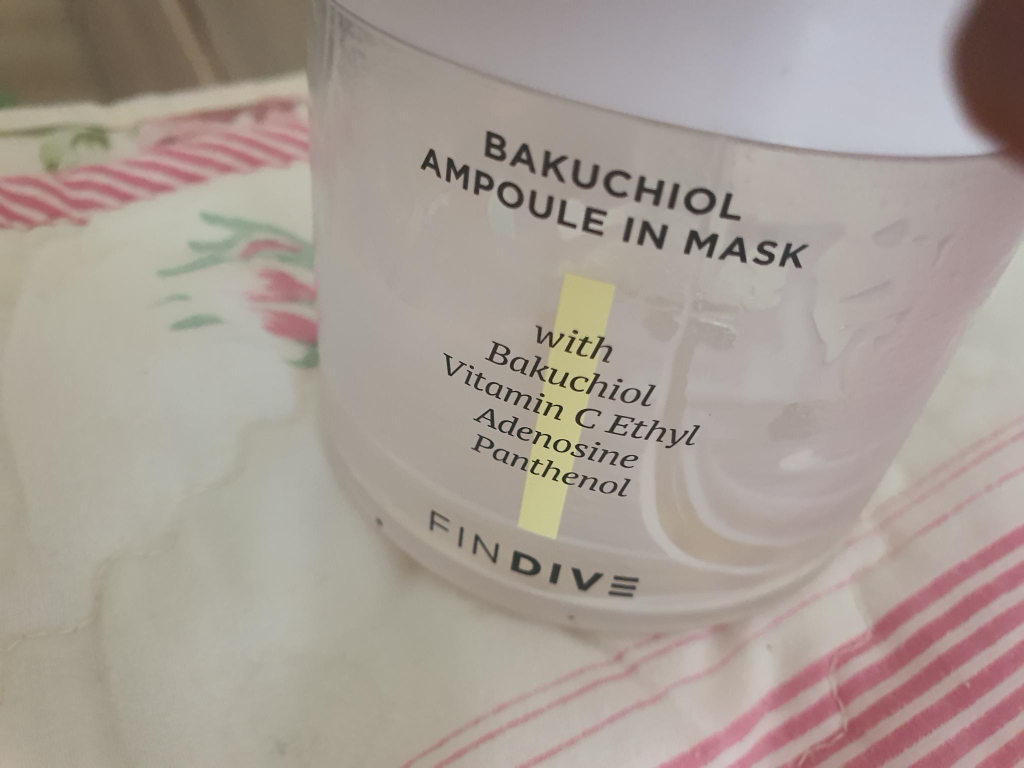 BAKUCHIOL
AMPOULE IN MASK
with
Bakuchiol
Vitamin C Ethyl
Adenosine
Panthenol
FINDIVE